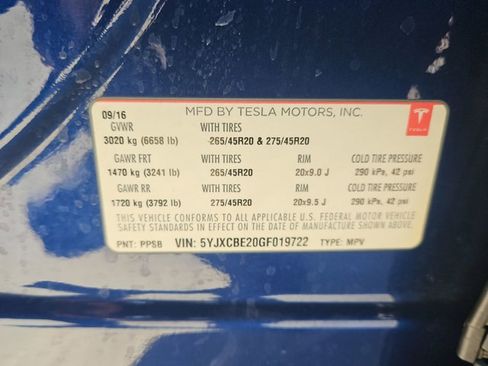 09/16 MFD BY TESLA MOTORS, INC.
GVWR WITH TIRES
3020 kg (6658 lb) 265/45R20 & 275/45R20
GAWR FRT WITH TIRES RIM COLD TIRE PRESSURE
1470 kg (3241 lb) 265/45R20 20x9.0 J 290 kPa, 42 psi
GAWR RR WITH TIRES RIM COLD TIRE PRESSURE
1720 kg (3792 lb) 275/45R20 20x9.5 J 290 kPa, 42 psi
THIS VEHICLE CONFORMS TO ALL APPLICABLE U.S. FEDERAL MOTOR VEHICLE
SAFETY STANDARDS IN EFFECT ON THE DATE OF MANUFACTURE SHOWN ABOVE.
PNT: PPSB VIN: 5YJXCBE20GF019722 TYPE: MPV
TESLA